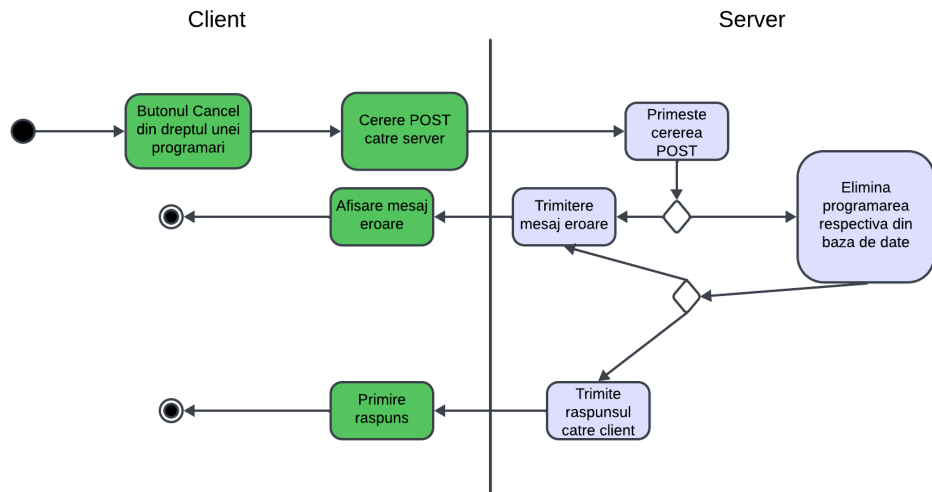 Client
Server
Butonul Cancel
din dreptul unei
programari
Cerere POST
catre server
Primeste
cererea
POST
Afisare mesaj
eroare
Trimitere
mesaj eroare
Elimina
programarea
respectiva din
baza de date
Primire
raspuns
Trimite
raspunsul
catre client